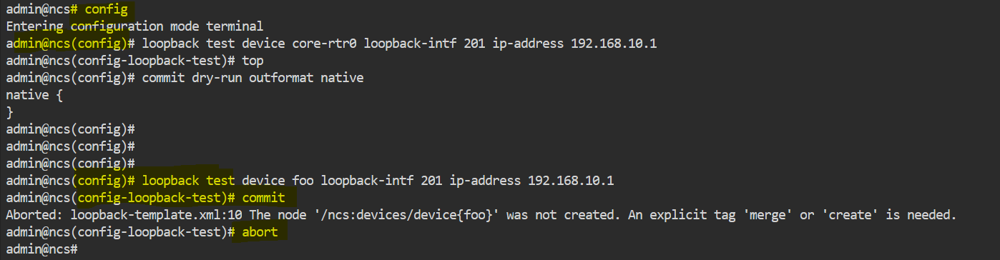 admin@ncs# config
Entering configuration mode terminal
admin@ncs(config)# loopback test device core-rtr0 loopback-intf 201 ip-address 192.168.10.1
admin@ncs(config-loopback-test)# top
admin@ncs(config)# commit dry-run outformat native
native {
}
admin@ncs(config)#
admin@ncs(config)#
admin@ncs(config)#
admin@ncs(config)# loopback test device foo loopback-intf 201 ip-address 192.168.10.1
admin@ncs(config-loopback-test)# commit
Aborted: loopback-template.xml:10 The node '/ncs:devices/device{foo}' was not created. An explicit tag 'merge' or 'create' is needed.
admin@ncs(config-loopback-test)# abort
admin@ncs#